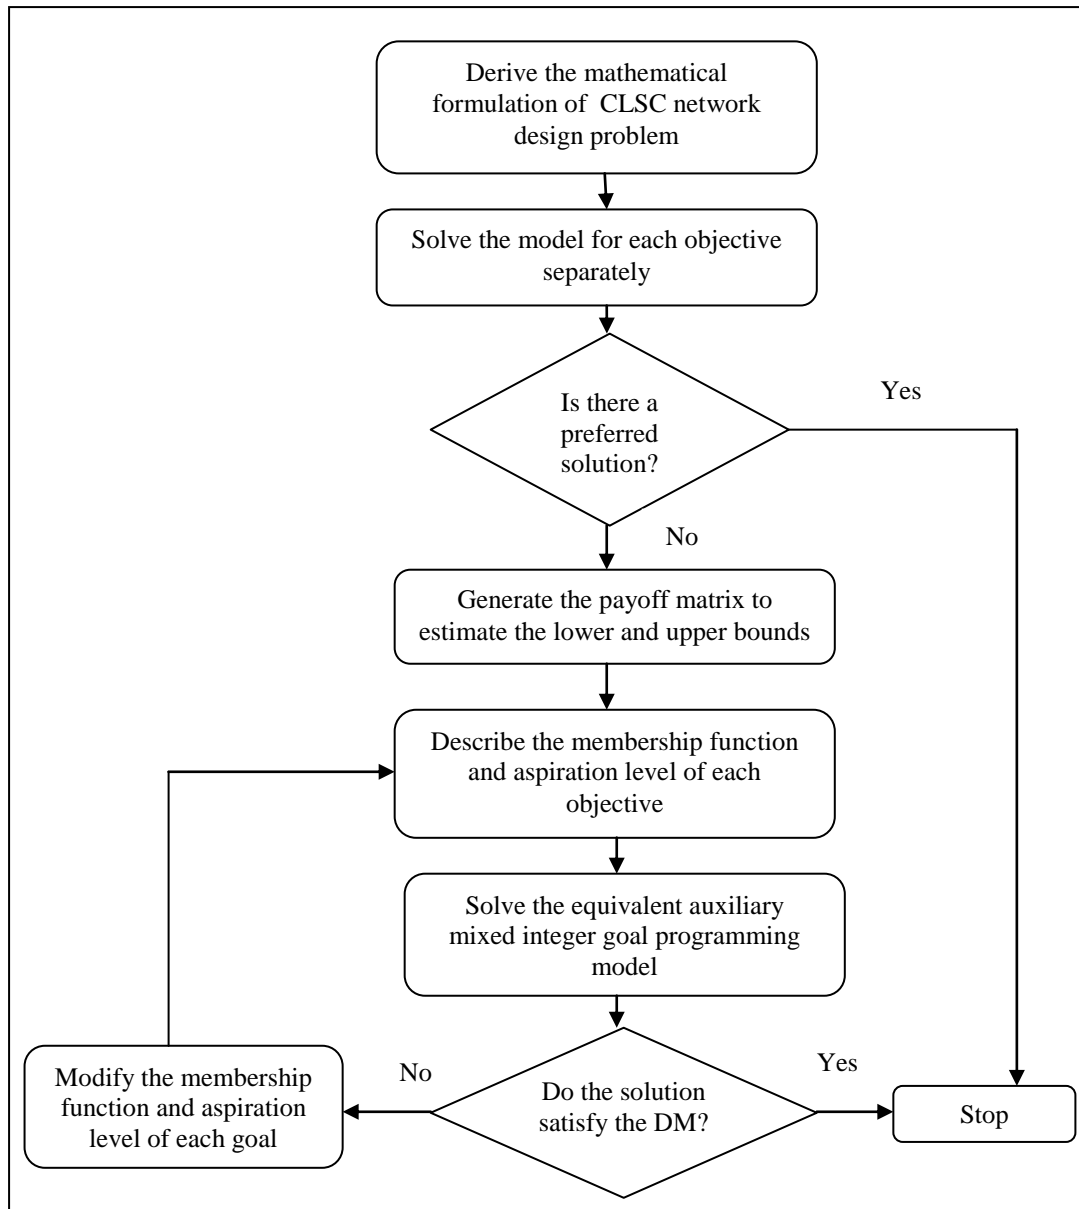 Derive the mathematical
formulation of  CLSC network
design problem
Solve the model for each objective
separately
Is there a
preferred
solution?
Yes
No
Generate the payoff matrix to
estimate the lower and upper bounds
Describe the membership function
and aspiration level of each
objective
Solve the equivalent auxiliary
mixed integer goal programming
model
Do the solution
satisfy the DM?
No
Yes
Modify the membership
function and aspiration
level of each goal
Stop